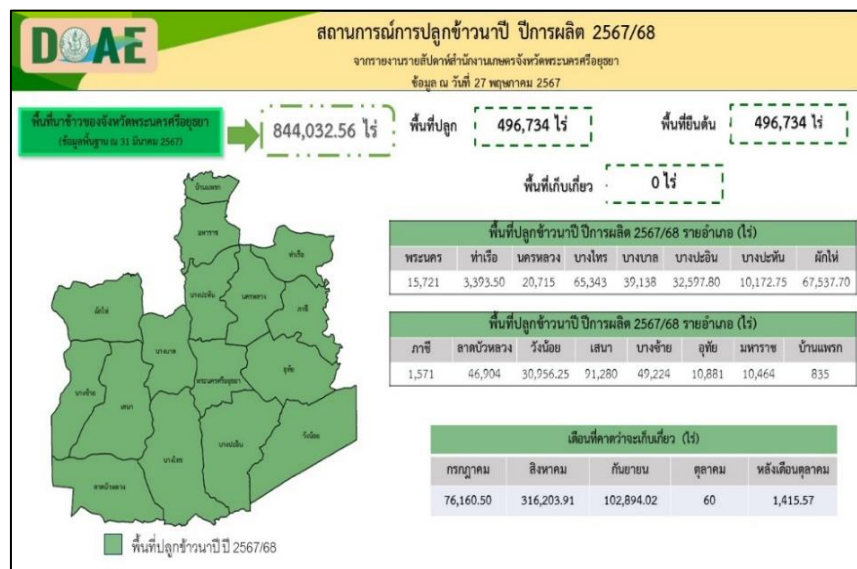 DOAE
สถานการณ์การปลูกข้าวนาปี ปีการผลิต 2567/68
จากรายงานรายสัปดาห์สำนักงานเกษตรจังหวัดพระนครศรีอยุธยา
ข้อมูล ณ วันที่ 27 พฤษภาคม 2567
พื้นที่นาข้าวของจังหวัดพระนครศรีอยุธยา
(ข้อมูลพื้นฐาน ณ 31 มีนาคม 2567)
844,032.56 ไร่
พื้นที่ปลูก
496,734 ไร่
พื้นที่ยืนต้น
496,734 ไร่
พื้นที่เก็บเกี่ยว
0 ไร่
บ้านแพรก
มหาราช
ท่าเรือ
บางปะหัน
นครหลวง
ผักไห่
ภาชี
บางบาล
พระนครศรีอยุธยา
อุทัย
บางซ้าย
เสนา
บางไทร
บางปะอิน
วังน้อย
ลาดบัวหลวง
พื้นที่ปลูกข้าวนาปี ปี 2567/68
พื้นที่ปลูกข้าวนาปี ปีการผลิต 2567/68 รายอำเภอ (ไร่)
พระนคร ท่าเรือ นครหลวง บางไทร บางบาล บางปะอิน บางปะหัน ผักไห่
15,721 3,393.50 20,715 65,343 39,138 32,597.80 10,172.75 67,537.70
พื้นที่ปลูกข้าวนาปี ปีการผลิต 2567/68 รายอำเภอ (ไร่)
ภาชี ลาดบัวหลวง วังน้อย เสนา บางซ้าย อุทัย มหาราช บ้านแพรก
1,571 46,904 30,956.25 91,280 49,224 10,881 10,464 835
เดือนที่คาดว่าจะเก็บเกี่ยว (ไร่)
กรกฎาคม สิงหาคม กันยายน ตุลาคม หลังเดือนตุลาคม
76,160.50 316,203.91 102,894.02 60 1,415.57